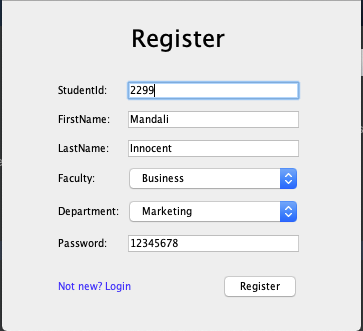 Register
StudentId: 2299
FirstName: Mandali
LastName: Innocent
Faculty: Business
Department: Marketing
Password: 12345678
Not new? Login Register